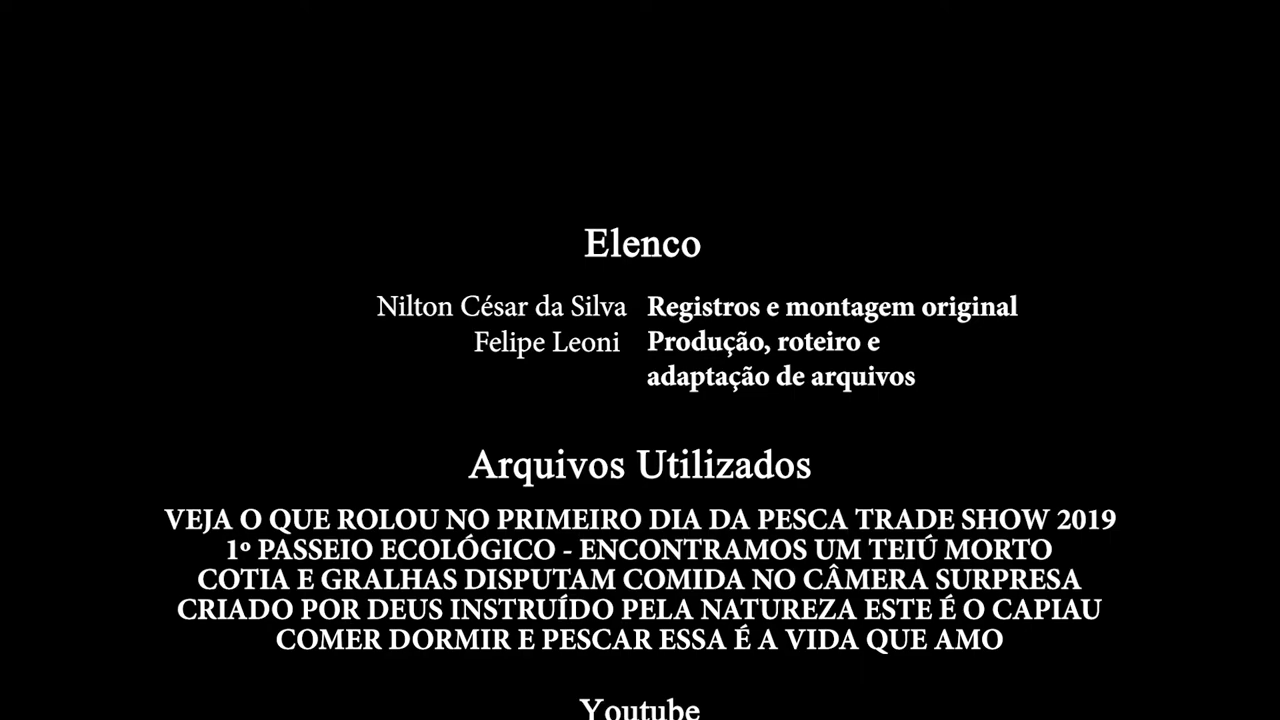 Elenco
Nilton César da Silva Registros e montagem original
Felipe Leoni Produção, roteiro e
adaptação de arquivos
Arquivos Utilizados
VEJA O QUE ROLOU NO PRIMEIRO DIA DA PESCA TRADE SHOW 2019
1º PASSEIO ECOLÓGICO - ENCONTRAMOS UM TEIÚ MORTO
COTIA E GRALHAS DISPUTAM COMIDA NO CÂMERA SURPRESA
CRIADO POR DEUS INSTRUÍDO PELA NATUREZA ESTE É O CAPIAU
COMER DORMIR E PESCAR ESSA É A VIDA QUE AMO
Youtube